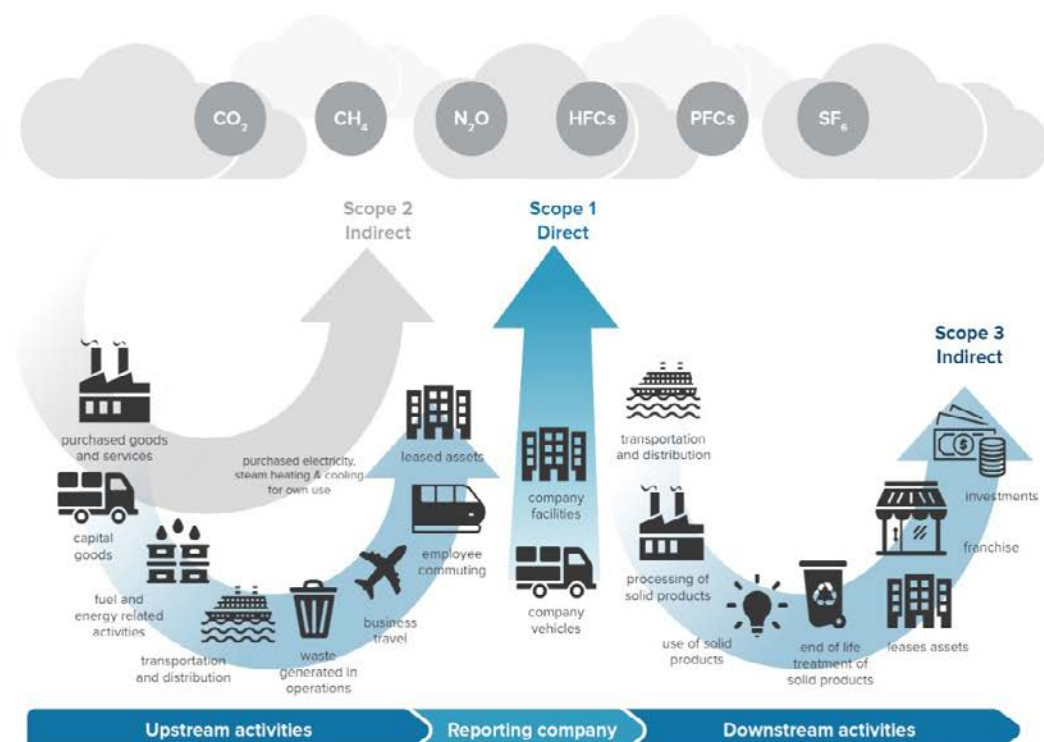 CO₂
CH₄
N₂O
HFCs
PFCs
SF₆
Scope 2
Indirect
Scope 1
Direct
Scope 3
Indirect
purchased goods
and services
capital
goods
fuel and
energy related
activities
transportation
and distribution
waste
generated in
operations
business
travel
employee
commuting
leased assets
purchased electricity,
steam heating & cooling
for own use
company
facilities
company
vehicles
transportation
and distribution
processing of
solid products
use of solid
products
end of life
treatment of
solid products
leases assets
franchise
investments
Upstream activities
Reporting company
Downstream activities